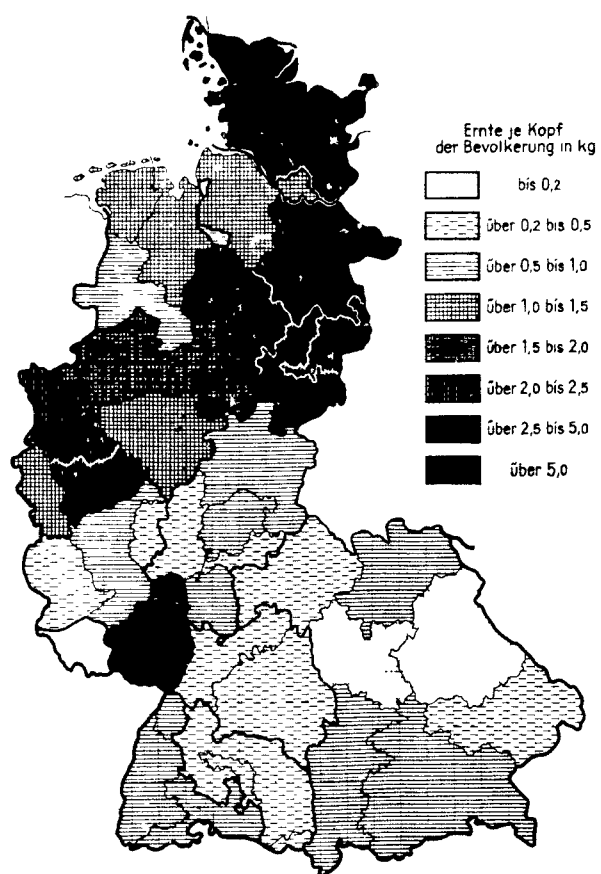 Ernte je Kopf
der Bevolkerung in kg
bis 0,2
über 0,2 bis 0,5
über 0,5 bis 1,0
über 1,0 bis 1,5
über 1,5 bis 2,0
über 2,0 bis 2,5
über 2,5 bis 5,0
über 5,0